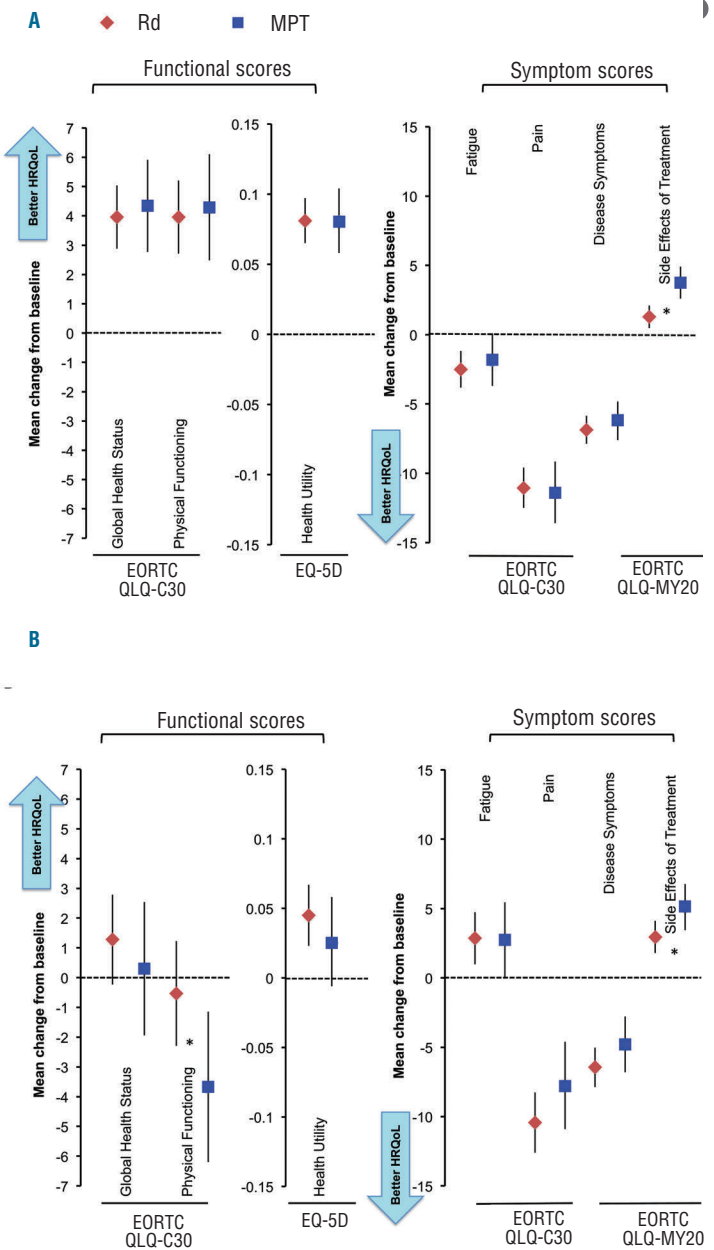 A
Rd
MPT
Functional scores
Symptom scores
Better HRQoL
Mean change from baseline
7
6
5
4
3
2
1
0
-1
-2
-3
-4
-5
-6
-7
Global Health Status
Physical Functioning
EORTC
QLQ-C30
0.15
0.1
0.05
0
-0.05
-0.1
-0.15
Health Utility
EQ-5D
Mean change from baseline
Better HRQoL
15
10
5
0
-5
-10
-15
Fatigue
Pain
Disease Symptoms
Side Effects of Treatment
*
EORTC
QLQ-C30
EORTC
QLQ-MY20
B
Functional scores
Symptom scores
Better HRQoL
Mean change from baseline
7
6
5
4
3
2
1
0
-1
-2
-3
-4
-5
-6
-7
Global Health Status
Physical Functioning
*
EORTC
QLQ-C30
0.15
0.1
0.05
0
-0.05
-0.1
-0.15
Health Utility
EQ-5D
Mean change from baseline
Better HRQoL
15
10
5
0
-5
-10
-15
Fatigue
Pain
Disease Symptoms
Side Effects of Treatment
*
EORTC
QLQ-C30
EORTC
QLQ-MY20